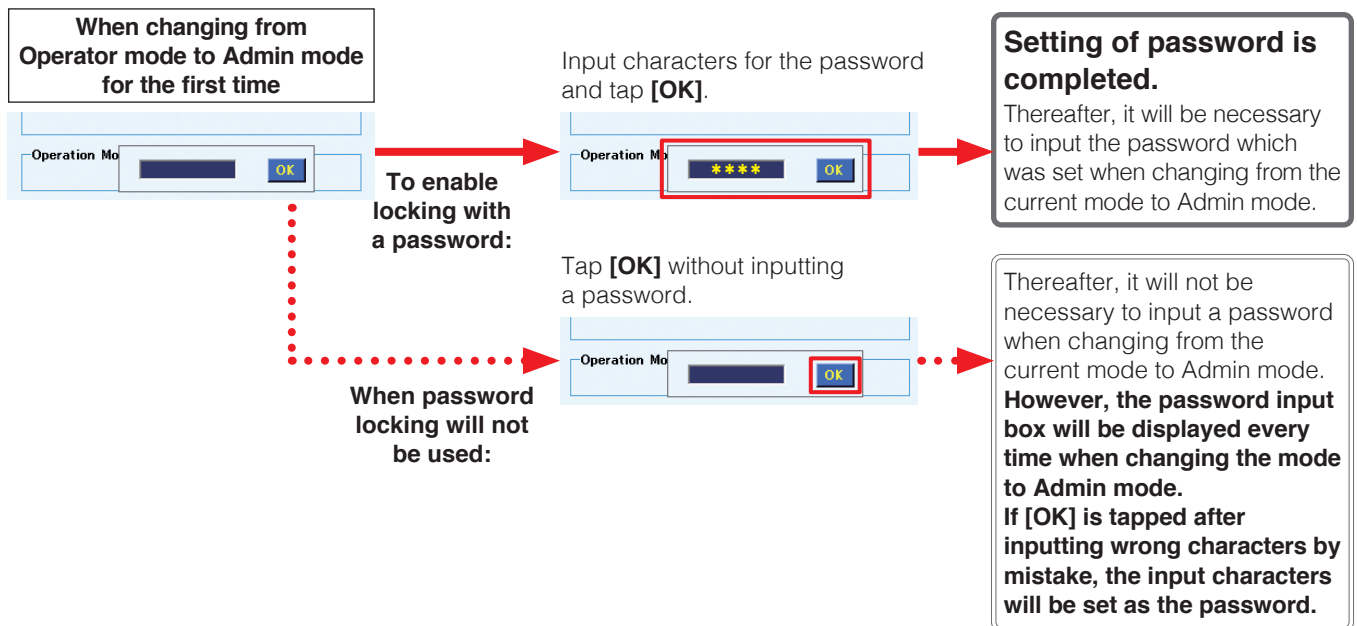 When changing from
Operator mode to Admin mode
for the first time
Operation Mo
OK
To enable
locking with
a password:
Input characters for the password
and tap [OK].
Operation Mo
****
OK
Setting of password is
completed.
Thereafter, it will be necessary
to input the password which
was set when changing from the
current mode to Admin mode.
When password
locking will not
be used:
Tap [OK] without inputting
a password.
Operation Mo
OK
Thereafter, it will not be
necessary to input a password
when changing from the
current mode to Admin mode.
However, the password input
box will be displayed every
time when changing the mode
to Admin mode.
If [OK] is tapped after
inputting wrong characters by
mistake, the input characters
will be set as the password.